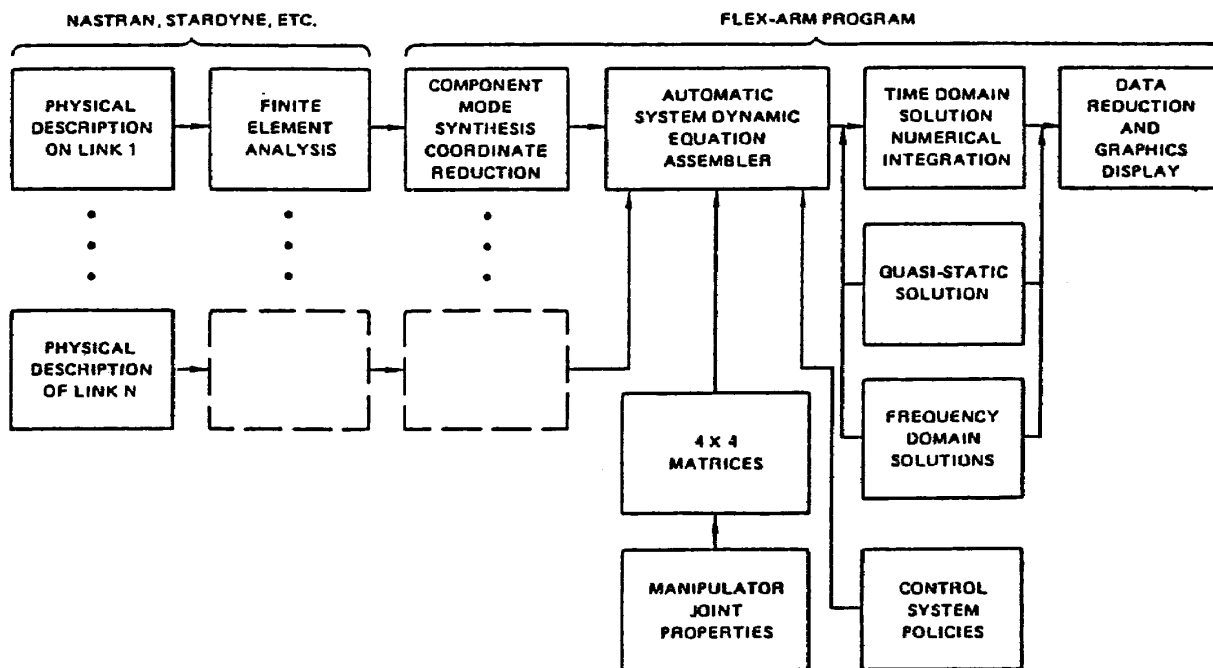 NASTRAN, STARDYNE, ETC.
FLEX-ARM PROGRAM
PHYSICAL
DESCRIPTION
ON LINK 1
FINITE
ELEMENT
ANALYSIS
COMPONENT
MODE
SYNTHESIS
COORDINATE
REDUCTION
AUTOMATIC
SYSTEM DYNAMIC
EQUATION
ASSEMBLER
TIME DOMAIN
SOLUTION
NUMERICAL
INTEGRATION
DATA
REDUCTION
AND
GRAPHICS
DISPLAY
QUASI-STATIC
SOLUTION
PHYSICAL
DESCRIPTION
OF LINK N
4 X 4
MATRICES
FREQUENCY
DOMAIN
SOLUTIONS
MANIPULATOR
JOINT
PROPERTIES
CONTROL
SYSTEM
POLICIES